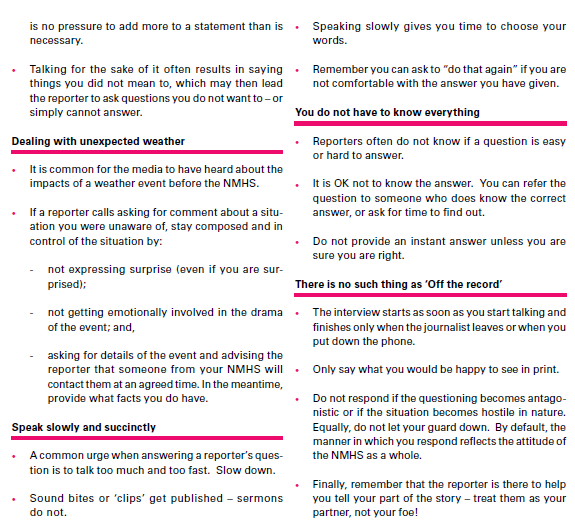 is no pressure to add more to a statement than is
necessary.
• Talking for the sake of it often results in saying
things you did not mean to, which may then lead
the reporter to ask questions you do not want to – or
simply cannot answer.
Dealing with unexpected weather
• It is common for the media to have heard about the
impacts of a weather event before the NMHS.
• If a reporter calls asking for comment about a situ-
ation you were unaware of, stay composed and in
control of the situation by:
- not expressing surprise (even if you are sur-
prised);
- not getting emotionally involved in the drama
of the event; and,
- asking for details of the event and advising the
reporter that someone from your NMHS will
contact them at an agreed time. In the meantime,
provide what facts you do have.
Speak slowly and succinctly
• A common urge when answering a reporter's ques-
tion is to talk too much and too fast. Slow down.
• Sound bites or 'clips' get published – sermons
do not.
• Speaking slowly gives you time to choose your
words.
• Remember you can ask to "do that again" if you are
not comfortable with the answer you have given.
You do not have to know everything
• Reporters often do not know if a question is easy
or hard to answer.
• It is OK not to know the answer. You can refer the
question to someone who does know the correct
answer, or ask for time to find out.
• Do not provide an instant answer unless you are
sure you are right.
There is no such thing as 'Off the record'
• The interview starts as soon as you start talking and
finishes only when the journalist leaves or when you
put down the phone.
• Only say what you would be happy to see in print.
• Do not respond if the questioning becomes antago-
nistic or if the situation becomes hostile in nature.
Equally, do not let your guard down. By default, the
manner in which you respond reflects the attitude of
the NMHS as a whole.
• Finally, remember that the reporter is there to help
you tell your part of the story – treat them as your
partner, not your foe!